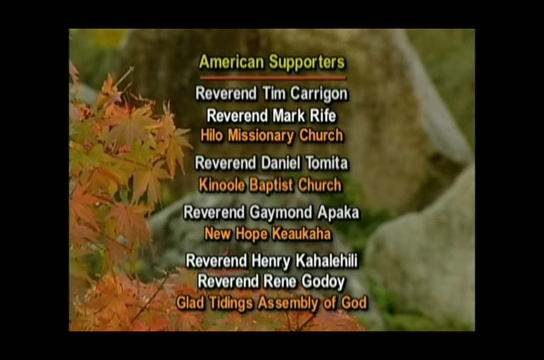 American Supporters
Reverend Tim Carrigon
Reverend Mark Rife
Hilo Missionary Church
Reverend Daniel Tomita
Kinoole Baptist Church
Reverend Gaymond Apaka
New Hope Keaukaha
Reverend Henry Kahalehili
Reverend Rene Godoy
Glad Tidings Assembly of God